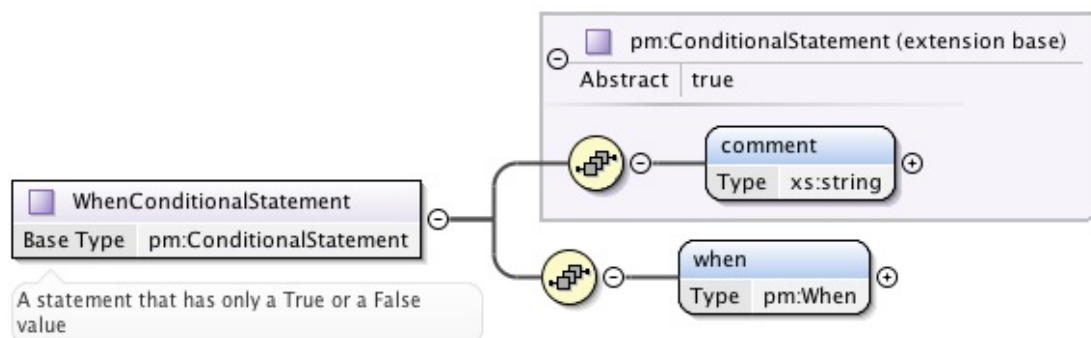 pm:ConditionalStatement (extension base)
Abstract true
comment
Type xs:string
WhenConditionalStatement
Base Type pm:ConditionalStatement
when
Type pm:When
A statement that has only a True or a False
value